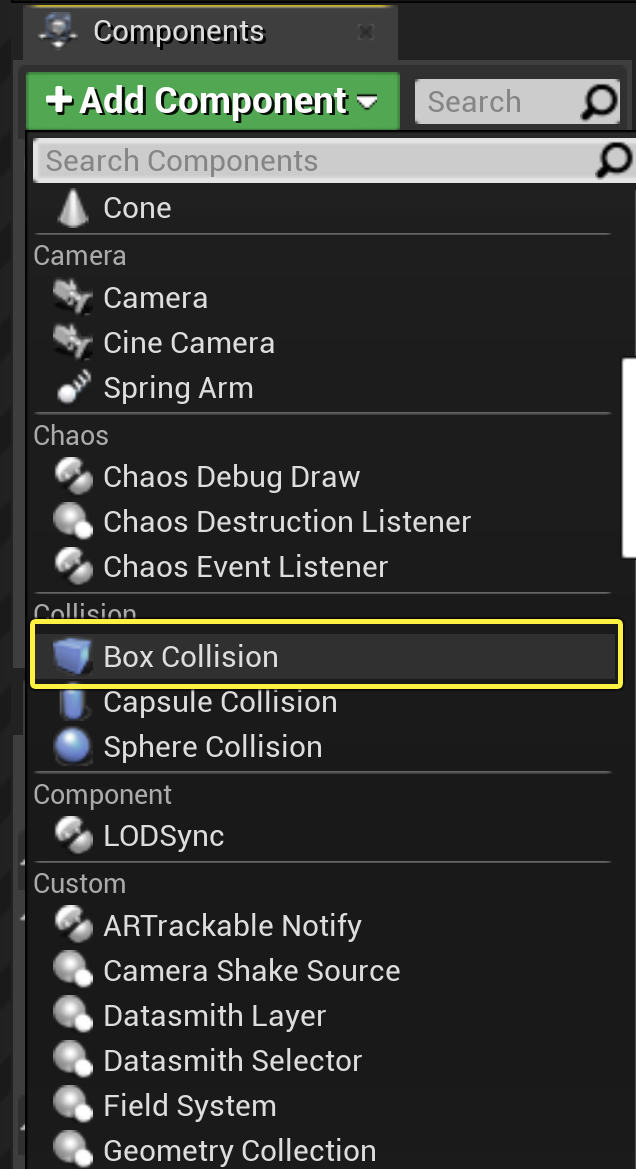 Components
Add Component
Search
Search Components
Cone
Camera
Camera
Cine Camera
Spring Arm
Chaos
Chaos Debug Draw
Chaos Destruction Listener
Chaos Event Listener
Collision
Box Collision
Capsule Collision
Sphere Collision
Component
LODSync
Custom
ARTrackable Notify
Camera Shake Source
Datasmith Layer
Datasmith Selector
Field System
Geometry Collection